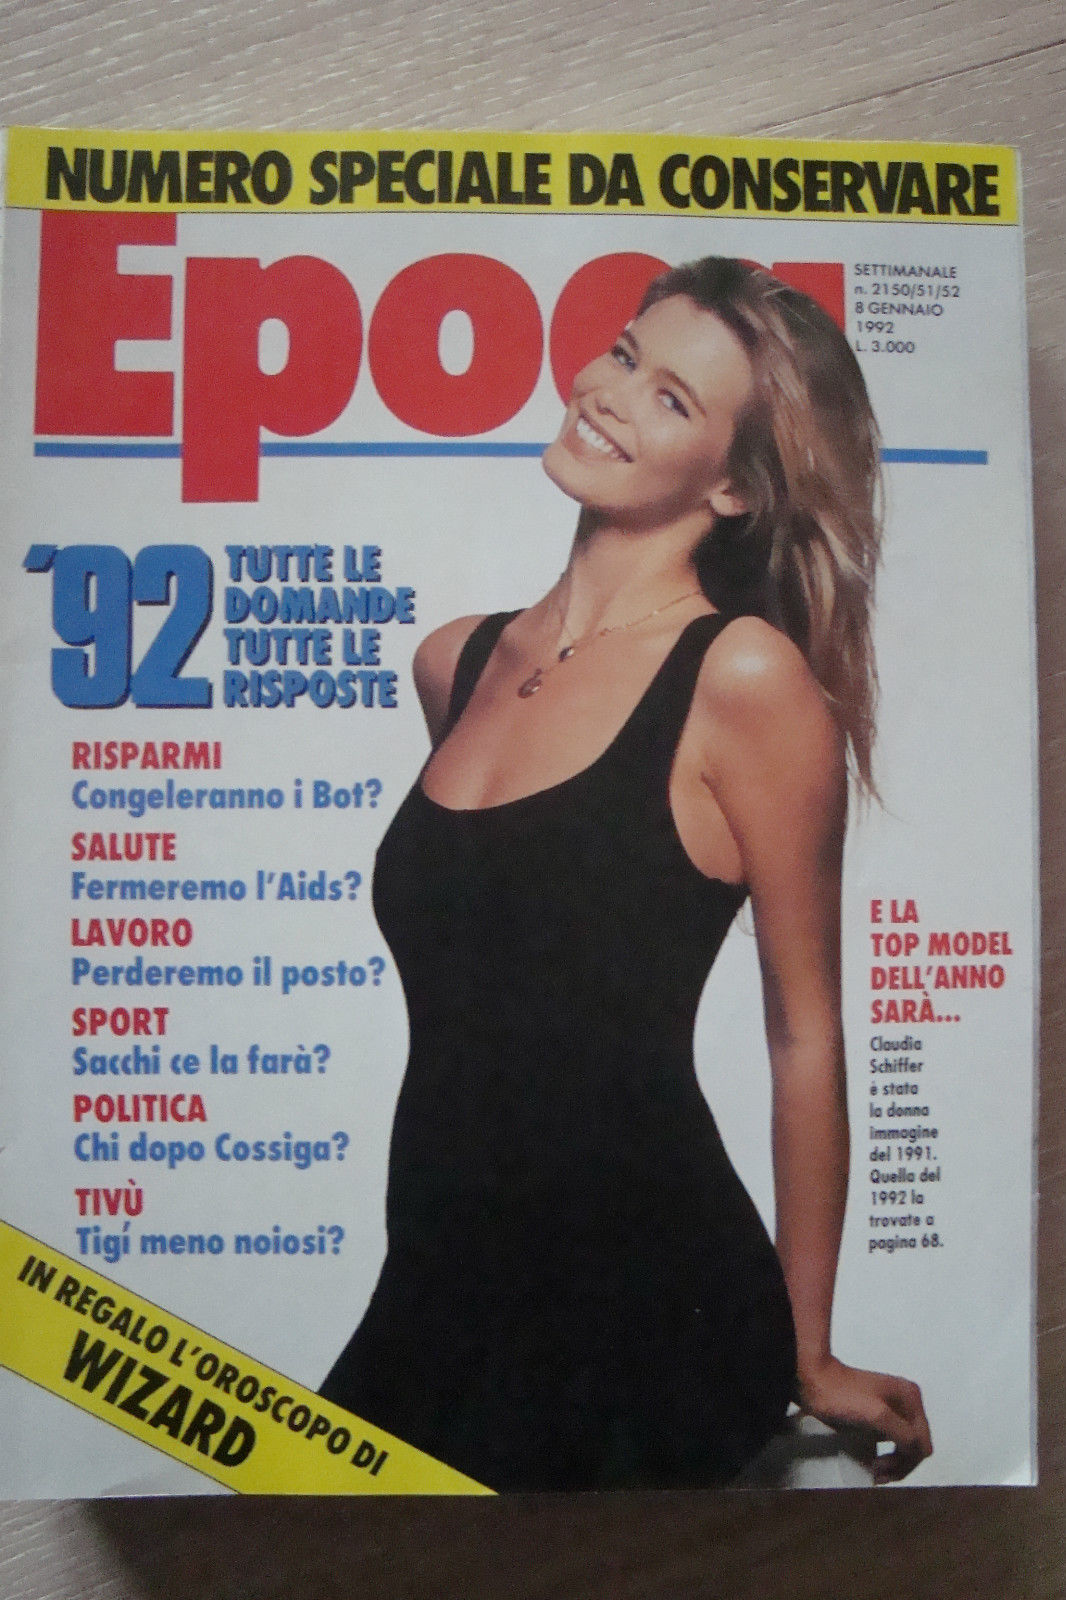 NUMERO SPECIALE DA CONSERVARE
Epoca
SETTIMANALE
n. 2150/51/52
8 GENNAIO
1992
L. 3.000
'92
TUTTE LE
DOMANDE
TUTTE LE
RISPOSTE
RISPARMI
Congeleranno i Bot?
SALUTE
Fermeremo l'Aids?
LAVORO
Perderemo il posto?
SPORT
Sacchi ce la farà?
POLITICA
Chi dopo Cossiga?
TIVÙ
Tigí meno noiosi?
E LA
TOP MODEL
DELL'ANNO
SARÀ...
Claudia
Schiffer
è stata
la donna
immagine
del 1991.
Quella del
1992 la
trovate a
pagina 68.
IN REGALO L'OROSCOPO DI
WIZARD